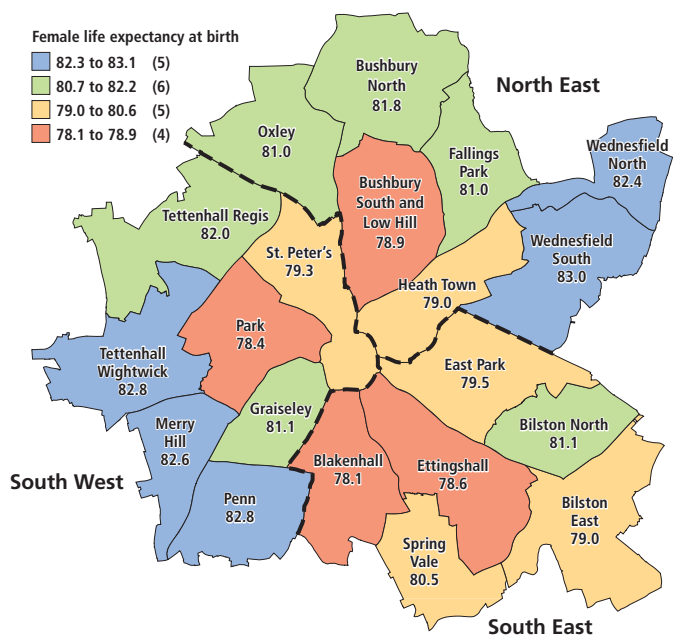 Female life expectancy at birth
82.3 to 83.1 (5)
80.7 to 82.2 (6)
79.0 to 80.6 (5)
78.1 to 78.9 (4)
North East
Bushbury
North
81.8
Oxley
81.0
Fallings
Park
81.0
Wednesfield
North
82.4
Bushbury
South and
Low Hill
78.9
Tettenhall Regis
82.0
Wednesfield
South
83.0
St. Peter's
79.3
Heath Town
79.0
Park
78.4
Tettenhall
Wightwick
82.8
East Park
79.5
Graiseley
81.1
Merry
Hill
82.6
Bilston North
81.1
South West
Blakenhall
78.1
Ettingshall
78.6
Penn
82.8
Bilston
East
79.0
Spring
Vale
80.5
South East